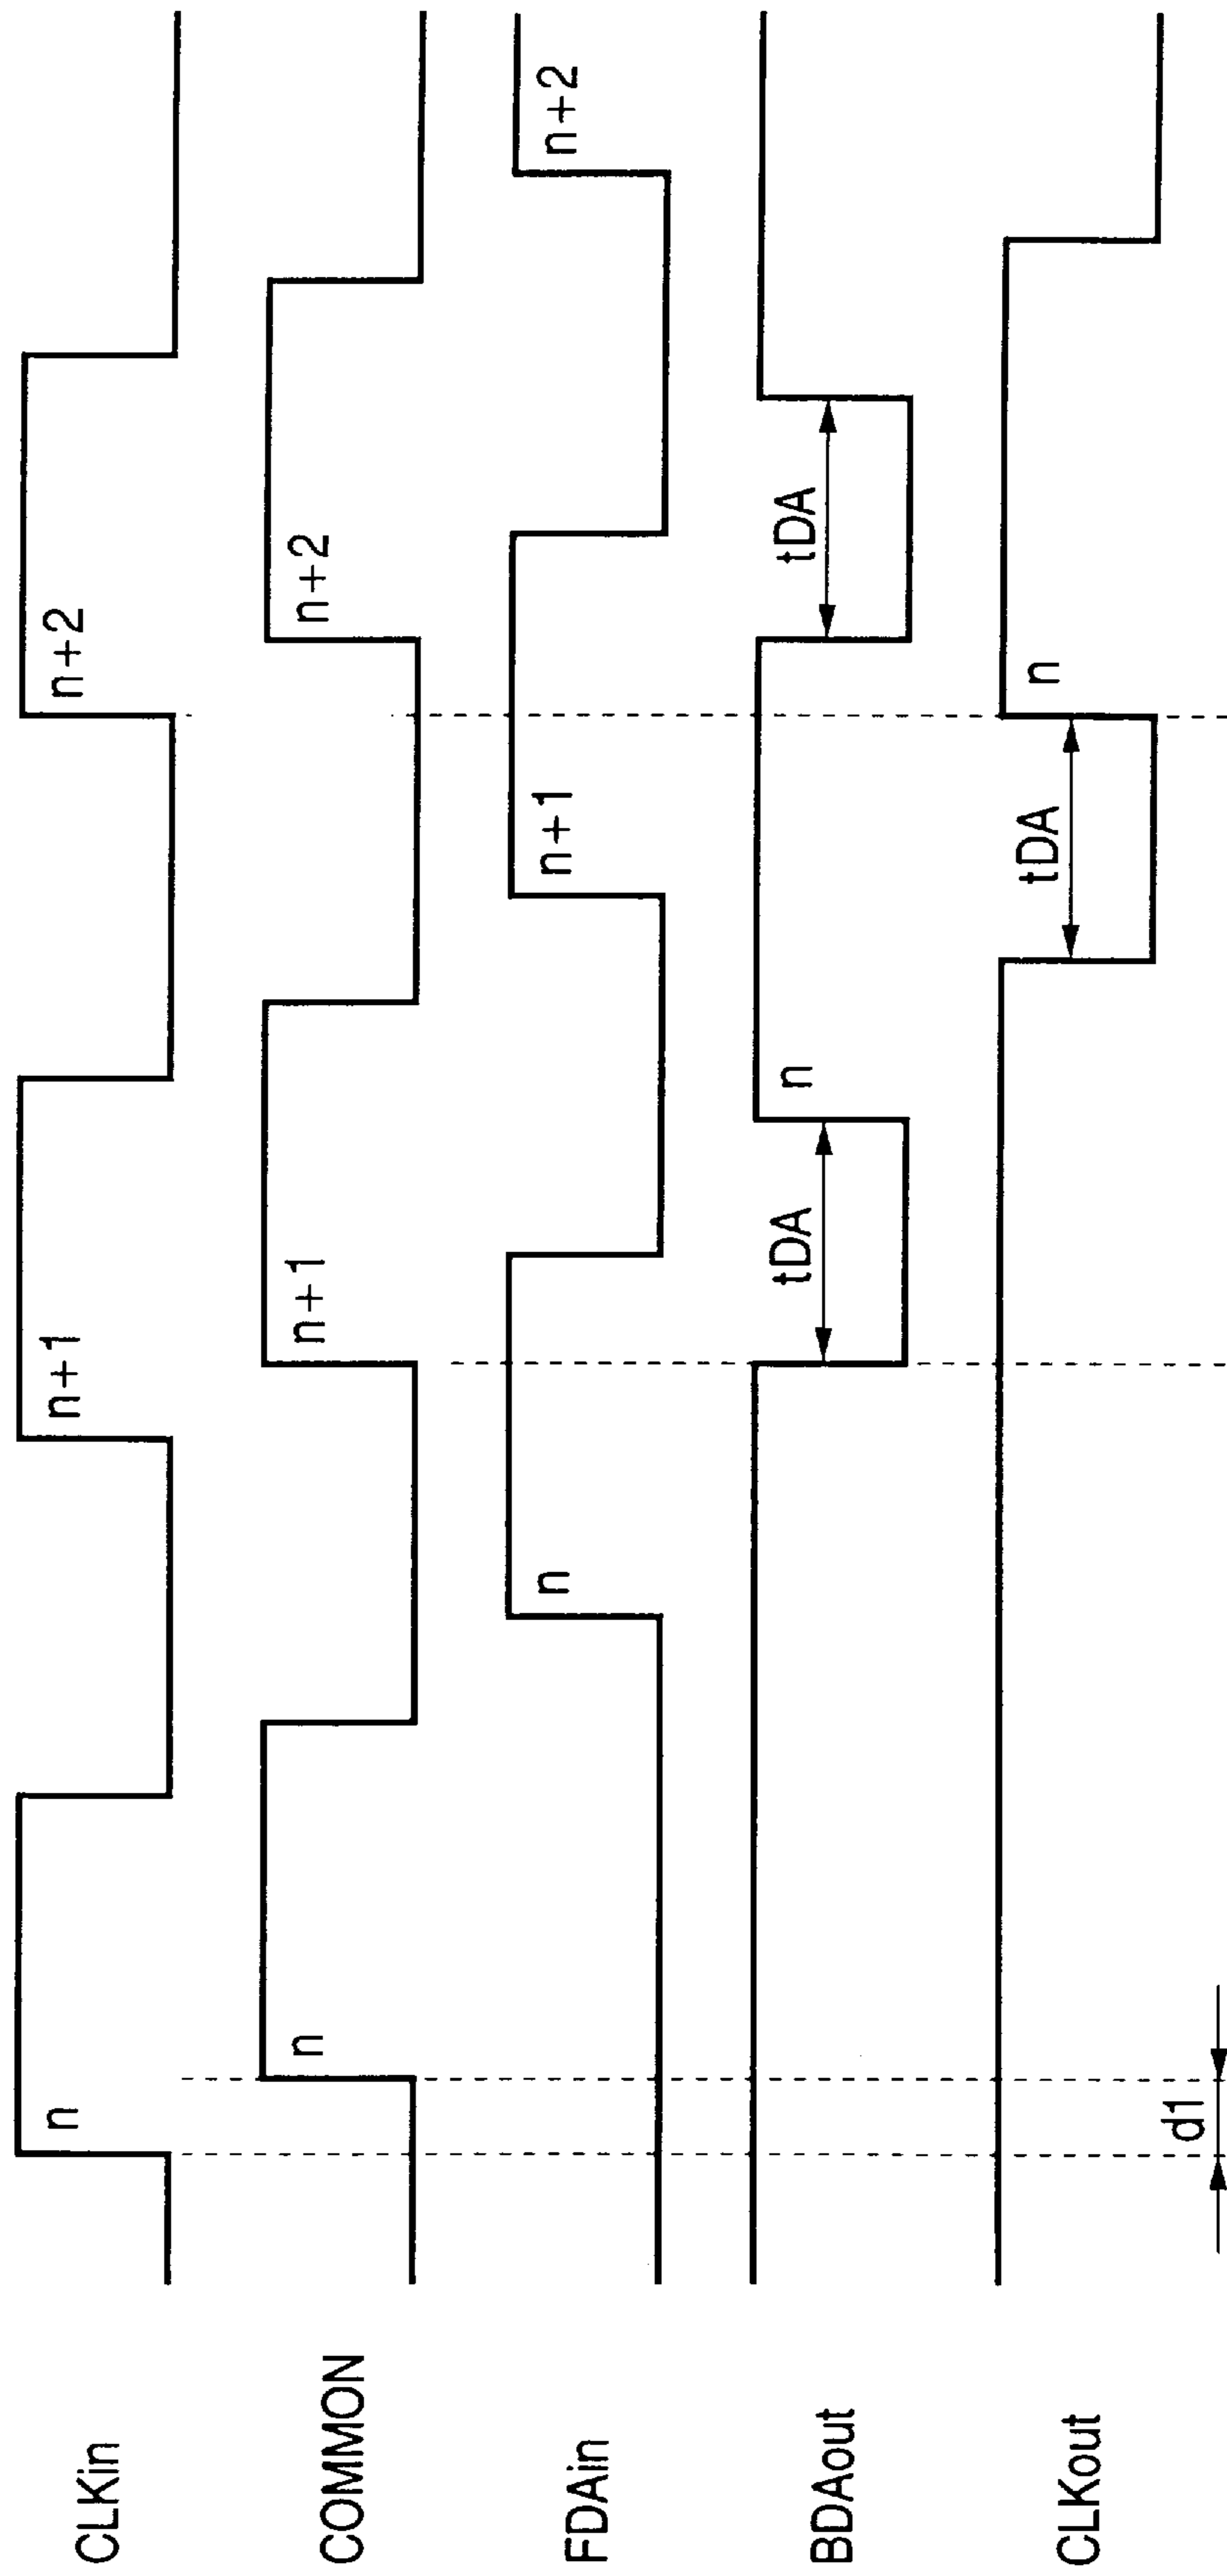 CLKin
n
n+1
n+2
COMMON
n
n+1
n+2
FDAin
n
n+1
n+2
BDAout
tDA
n
tDA
CLKout
tDA
n
d1